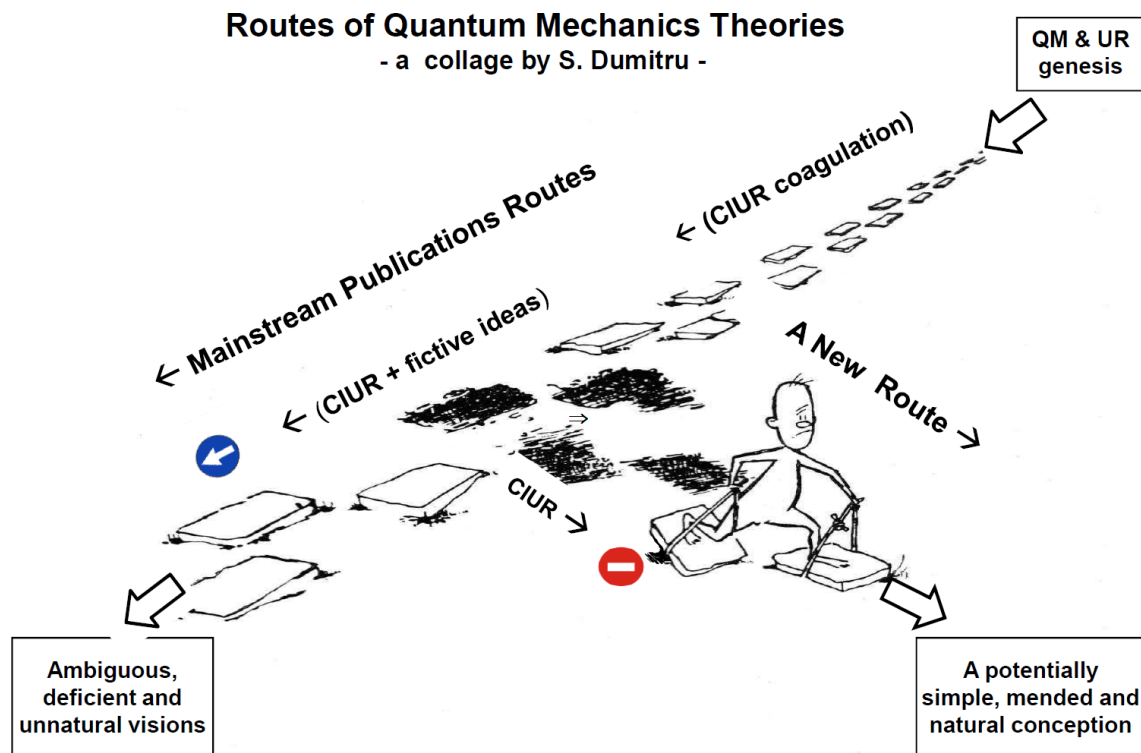 Routes of Quantum Mechanics Theories
- a collage by S. Dumitru -
QM & UR
genesis
← (CIUR coagulation)
← Mainstream Publications Routes
← (CIUR + fictive ideas)
A New Route →
⇒
CIUR →
Ambiguous,
deficient and
unnatural visions
A potentially
simple, mended and
natural conception